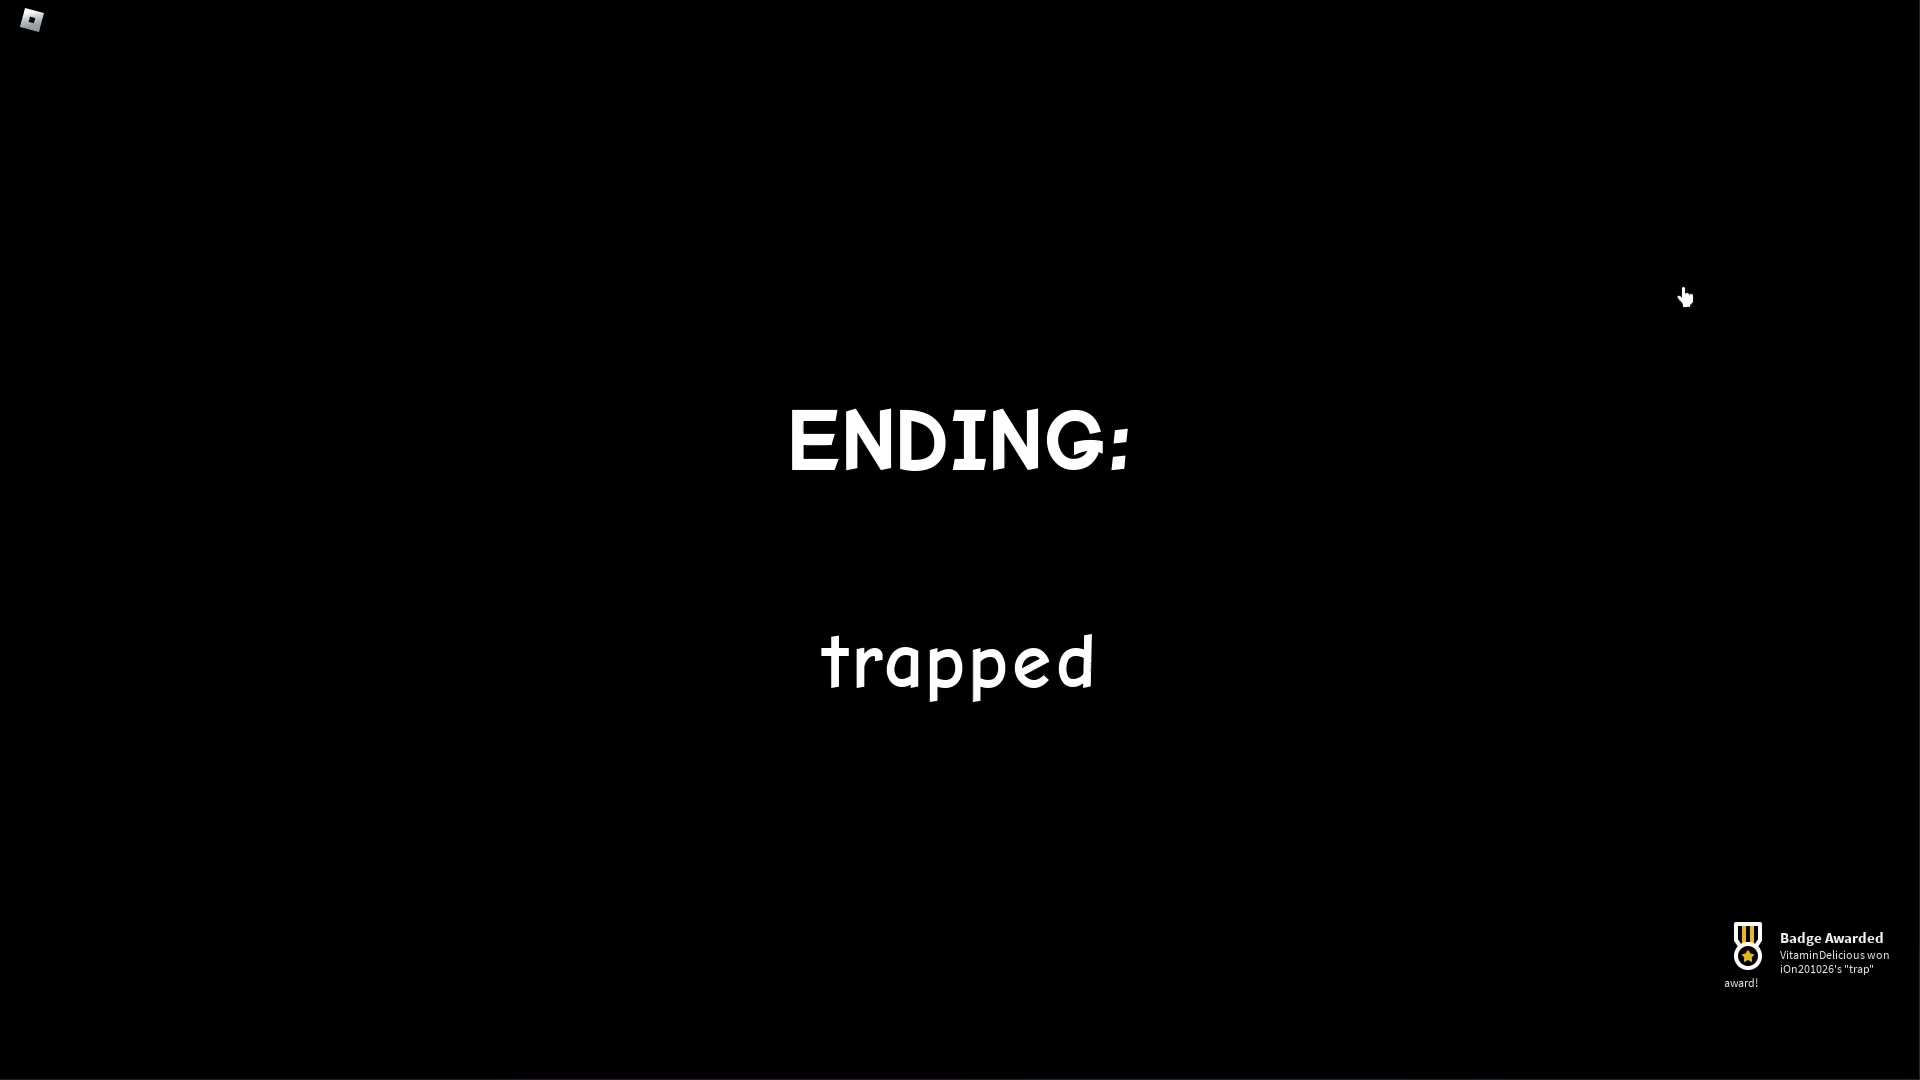 ENDING:
trapped
Badge Awarded
VitaminDelicious won
iOn201026's "trap"
award!